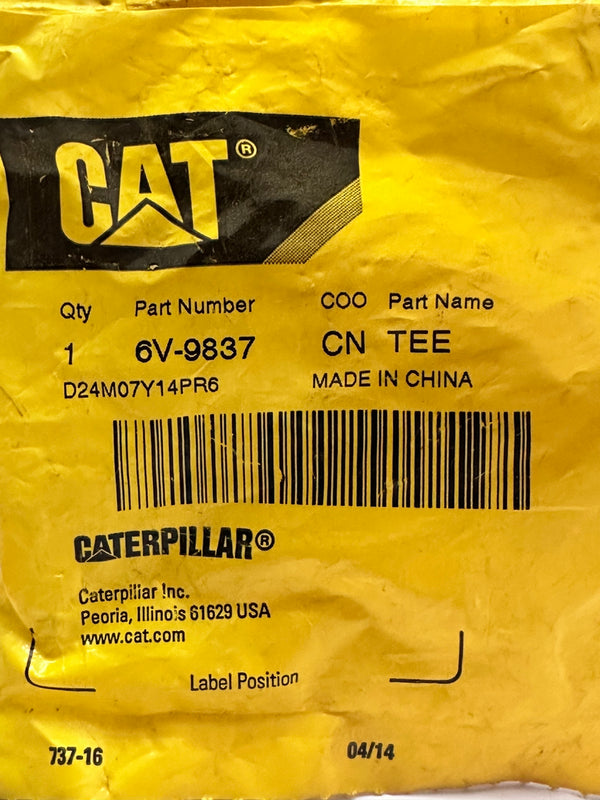 CAT®
Qty Part Number COO Part Name
1 6V-9837 CN TEE
D24M07Y14PR6 MADE IN CHINA
CATERPILLAR®
Caterpillar Inc.
Peoria, Illinois 61629 USA
www.cat.com
Label Position
737-16 04/14